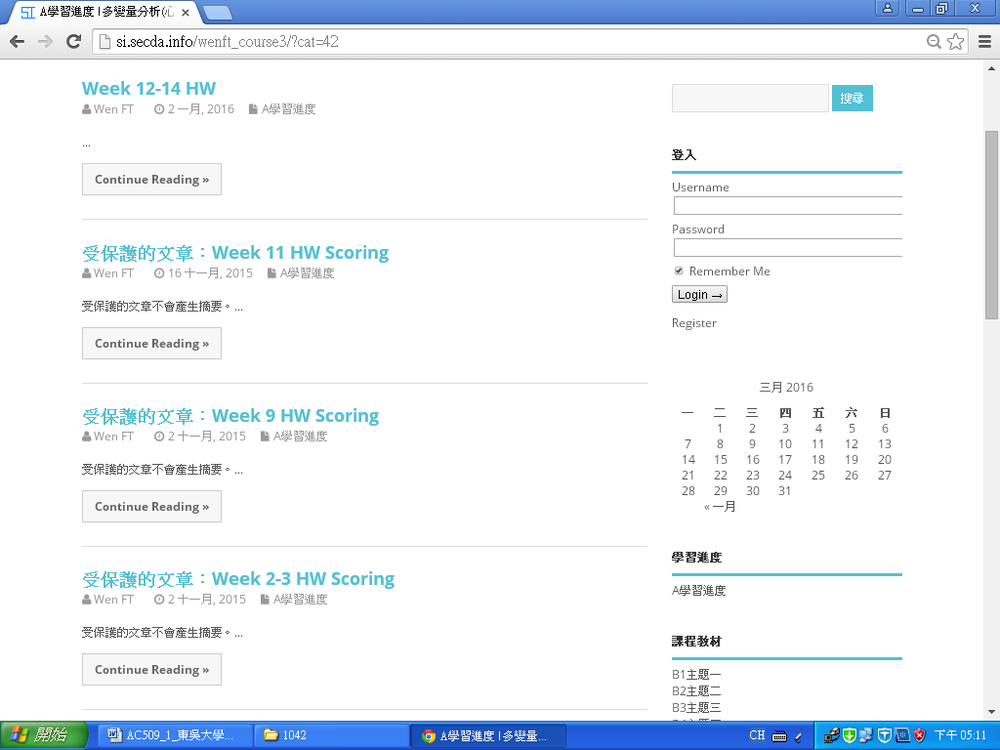 A學習進度 | 多變量分析(心
si.secda.info/wenft_course3/?cat=42
Week 12-14 HW
Wen FT 2 一月, 2016 A學習進度
...
Continue Reading »
受保護的文章：Week 11 HW Scoring
Wen FT 16 十一月, 2015 A學習進度
受保護的文章不會產生摘要。...
Continue Reading »
受保護的文章：Week 9 HW Scoring
Wen FT 2 十一月, 2015 A學習進度
受保護的文章不會產生摘要。...
Continue Reading »
受保護的文章：Week 2-3 HW Scoring
Wen FT 2 十一月, 2015 A學習進度
受保護的文章不會產生摘要。...
Continue Reading »
搜尋
登入
Username
Password
Remember Me
Login →
Register
三月 2016
一 二 三 四 五 六 日
1 2 3 4 5 6
7 8 9 10 11 12 13
14 15 16 17 18 19 20
21 22 23 24 25 26 27
28 29 30 31
« 一月
學習進度
A學習進度
課程教材
B1主題一
B2主題二
B3主題三
開始
AC509_1_東吳大學...
1042
A學習進度 | 多變量...
CH
下午 05:11